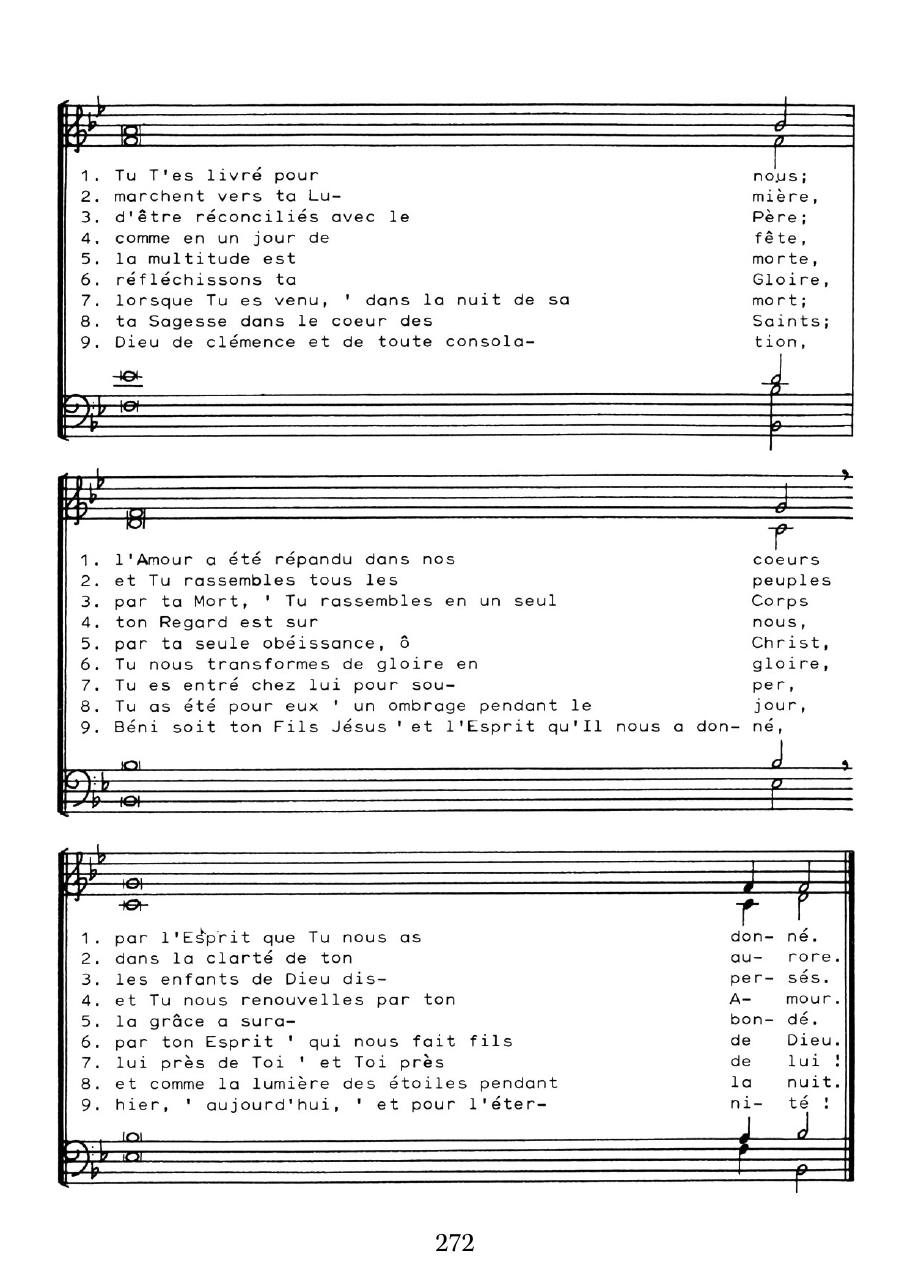 1. Tu T'es livré pour nous;
2. marchent vers ta Lu- mière,
3. d'être réconciliés avec le Père;
4. comme en un jour de fête,
5. la multitude est morte,
6. réfléchissons ta Gloire,
7. lorsque Tu es venu, ' dans la nuit de sa mort;
8. ta Sagesse dans le coeur des Saints;
9. Dieu de clémence et de toute consola- tion,
1. l'Amour a été répandu dans nos coeurs
2. et Tu rassembles tous les peuples
3. par ta Mort, ' Tu rassembles en un seul Corps
4. ton Regard est sur nous,
5. par ta seule obéissance, ô Christ,
6. Tu nous transformes de gloire en gloire,
7. Tu es entré chez lui pour sou- per,
8. Tu as été pour eux ' un ombrage pendant le jour,
9. Béni soit ton Fils Jésus ' et l'Esprit qu'Il nous a don- né,
1. par l'Esprit que Tu nous as don- né.
2. dans la clarté de ton au- rore.
3. les enfants de Dieu dis- per- sés.
4. et Tu nous renouvelles par ton A- mour.
5. la grâce a sura- bon- dé.
6. par ton Esprit ' qui nous fait fils de Dieu.
7. lui près de Toi ' et Toi près de lui !
8. et comme la lumière des étoiles pendant la nuit.
9. hier, ' aujourd'hui, ' et pour l'éter- ni- té !
272